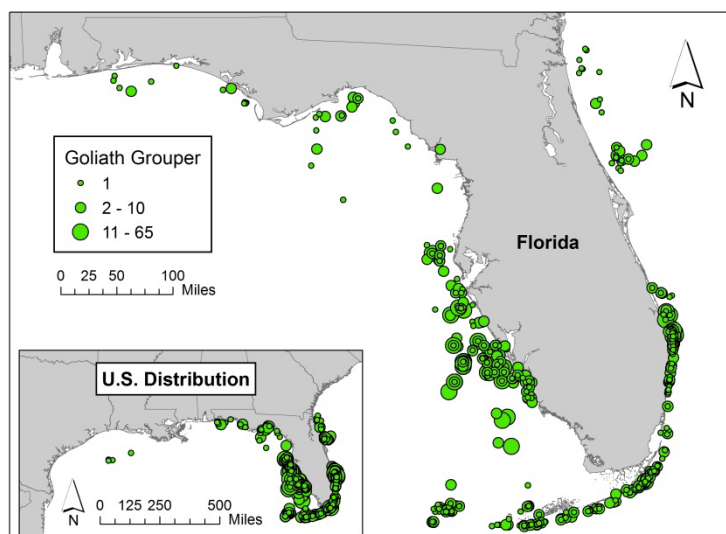 N
Goliath Grouper
1
2 - 10
11 - 65
0 25 50 100
Miles
Florida
U.S. Distribution
N
0 125 250 500
Miles